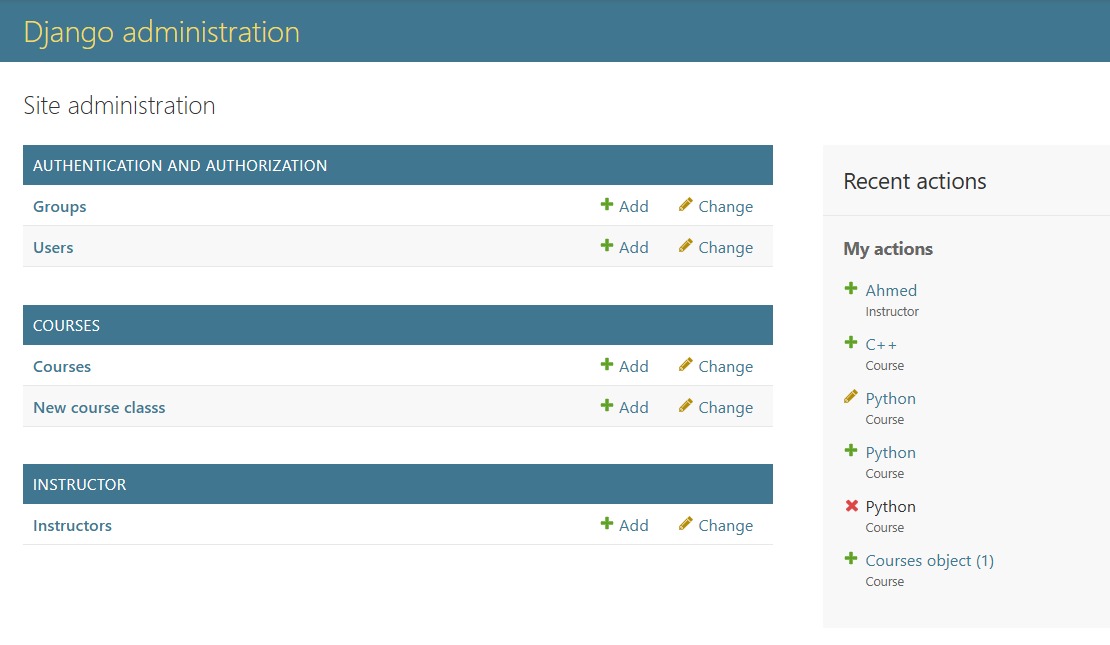 Django administration
Site administration
AUTHENTICATION AND AUTHORIZATION
Groups Add Change
Users Add Change
COURSES
Courses Add Change
New course classs Add Change
INSTRUCTOR
Instructors Add Change
Recent actions
My actions
Ahmed
Instructor
C++
Course
Python
Course
Python
Course
Python
Course
Courses object (1)
Course